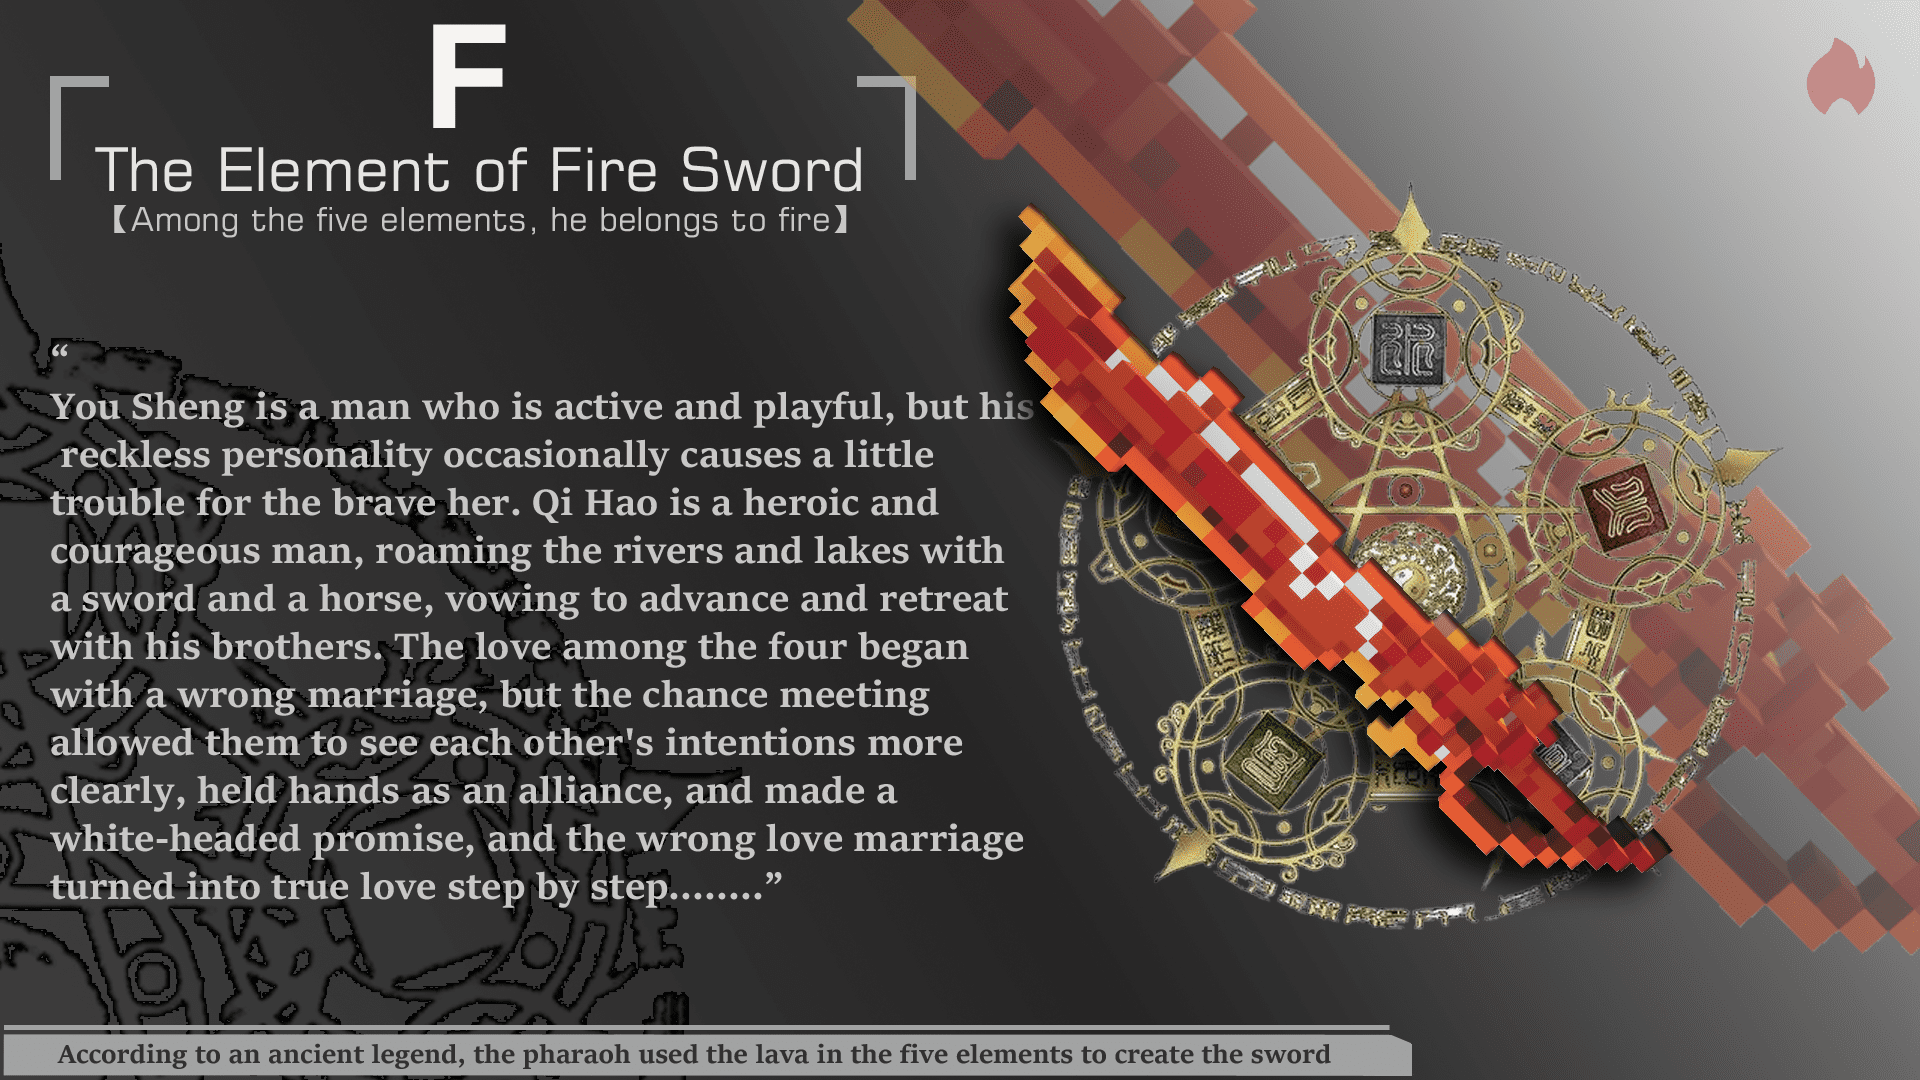 F
The Element of Fire Sword
【Among the five elements, he belongs to fire】
“
You Sheng is a man who is active and playful, but his
reckless personality occasionally causes a little
trouble for the brave her. Qi Hao is a heroic and
courageous man, roaming the rivers and lakes with
a sword and a horse, vowing to advance and retreat
with his brothers. The love among the four began
with a wrong marriage, but the chance meeting
allowed them to see each other's intentions more
clearly, held hands as an alliance, and made a
white-headed promise, and the wrong love marriage
turned into true love step by step........”
According to an ancient legend, the pharaoh used the lava in the five elements to create the sword